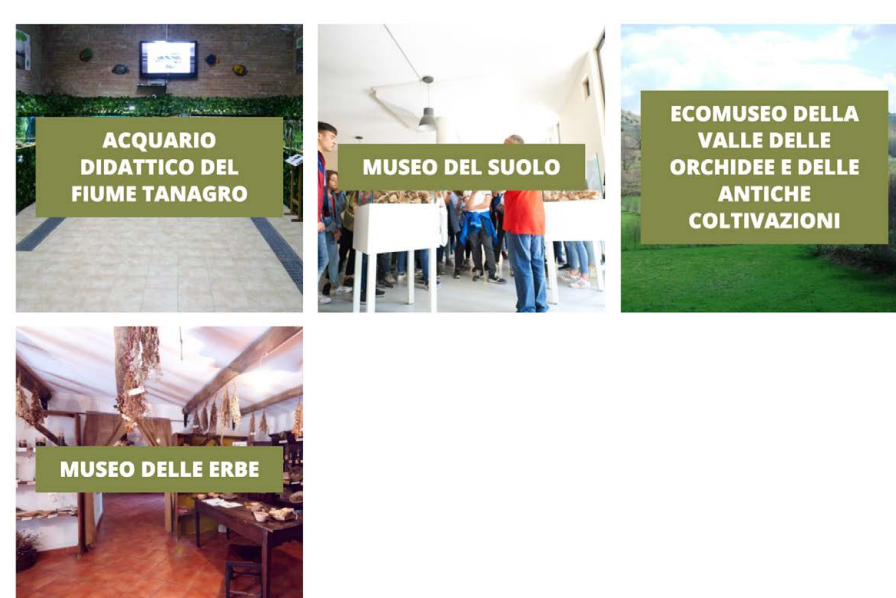 ACQUARIO
DIDATTICO DEL
FIUME TANAGRO
MUSEO DEL SUOLO
ECOMUSEO DELLA
VALLE DELLE
ORCHIDEE E DELLE
ANTICHE
COLTIVAZIONI
MUSEO DELLE ERBE